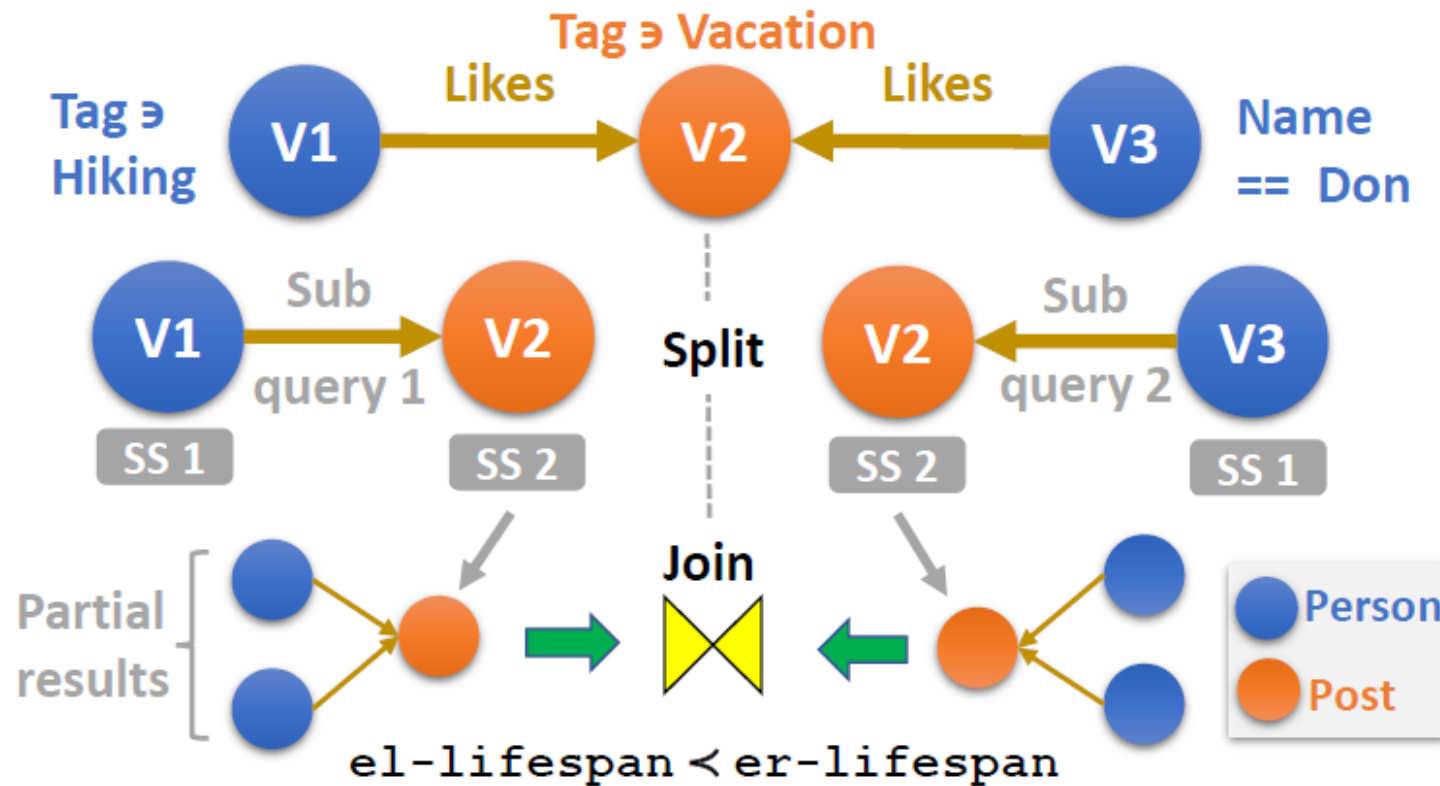 Tag ∍ Vacation
Likes
Likes
Tag ∍
Hiking
V1
V2
V3
Name
== Don
Sub
query 1
V1
V2
Split
V2
V3
Sub
query 2
SS 1
SS 2
SS 2
SS 1
Join
Partial
results
Person
Post
el-lifespan ≺ er-lifespan